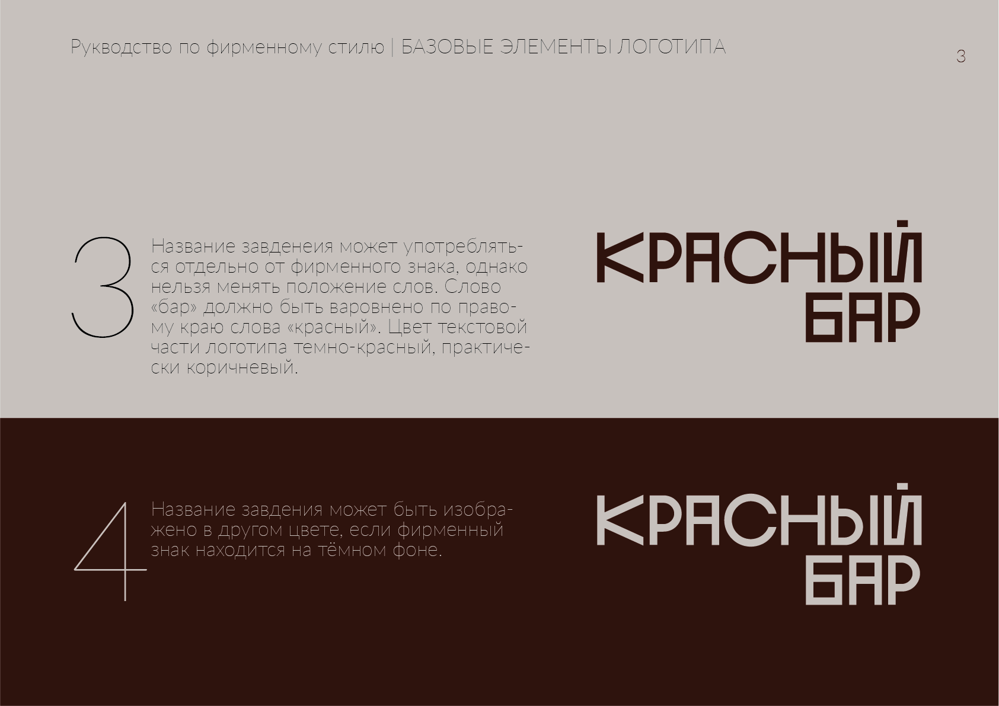 Рукводство по фирменному стилю | БАЗОВЫЕ ЭЛЕМЕНТЫ ЛОГОТИПА
3
3
Название завденеия может употреблять-
ся отдельно от фирменного знака, однако
нельзя менять положение слов. Слово
«бар» должно быть варовнено по право-
му краю слова «красный». Цвет текстовой
части логотипа темно-красный, практиче-
ски коричневый.
КРАСНЫЙ
БАР
4
Название завдения может быть изобра-
жено в другом цвете, если фирменный
знак находится на тёмном фоне.
КРАСНЫЙ
БАР